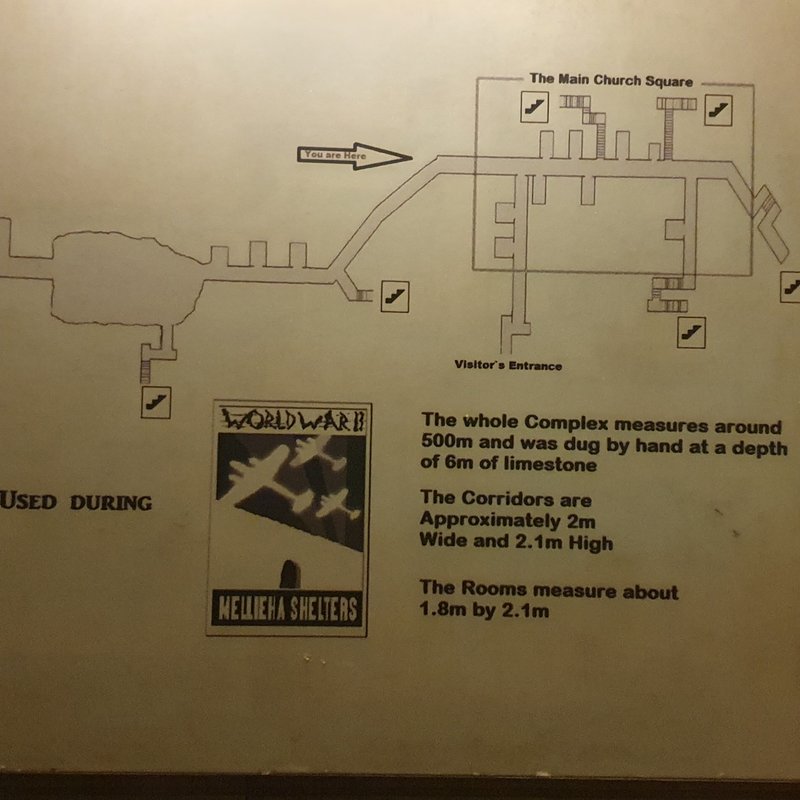 The Main Church Square
You are Here
Visitor`s Entrance
WORLD WAR II
MELLIEHA SHELTERS
USED DURING
The whole Complex measures around
500m and was dug by hand at a depth
of 6m of limestone
The Corridors are
Approximately 2m
Wide and 2.1m High
The Rooms measure about
1.8m by 2.1m